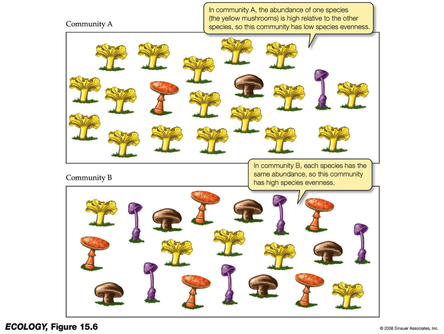 Community A
In community A, the abundance of one species
(the yellow mushrooms) is high relative to the other
species, so this community has low species evenness.
Community B
In community B, each species has the
same abundance, so this community
has high species evenness.
ECOLOGY, Figure 15.6
© 2008 Sinauer Associates, Inc.